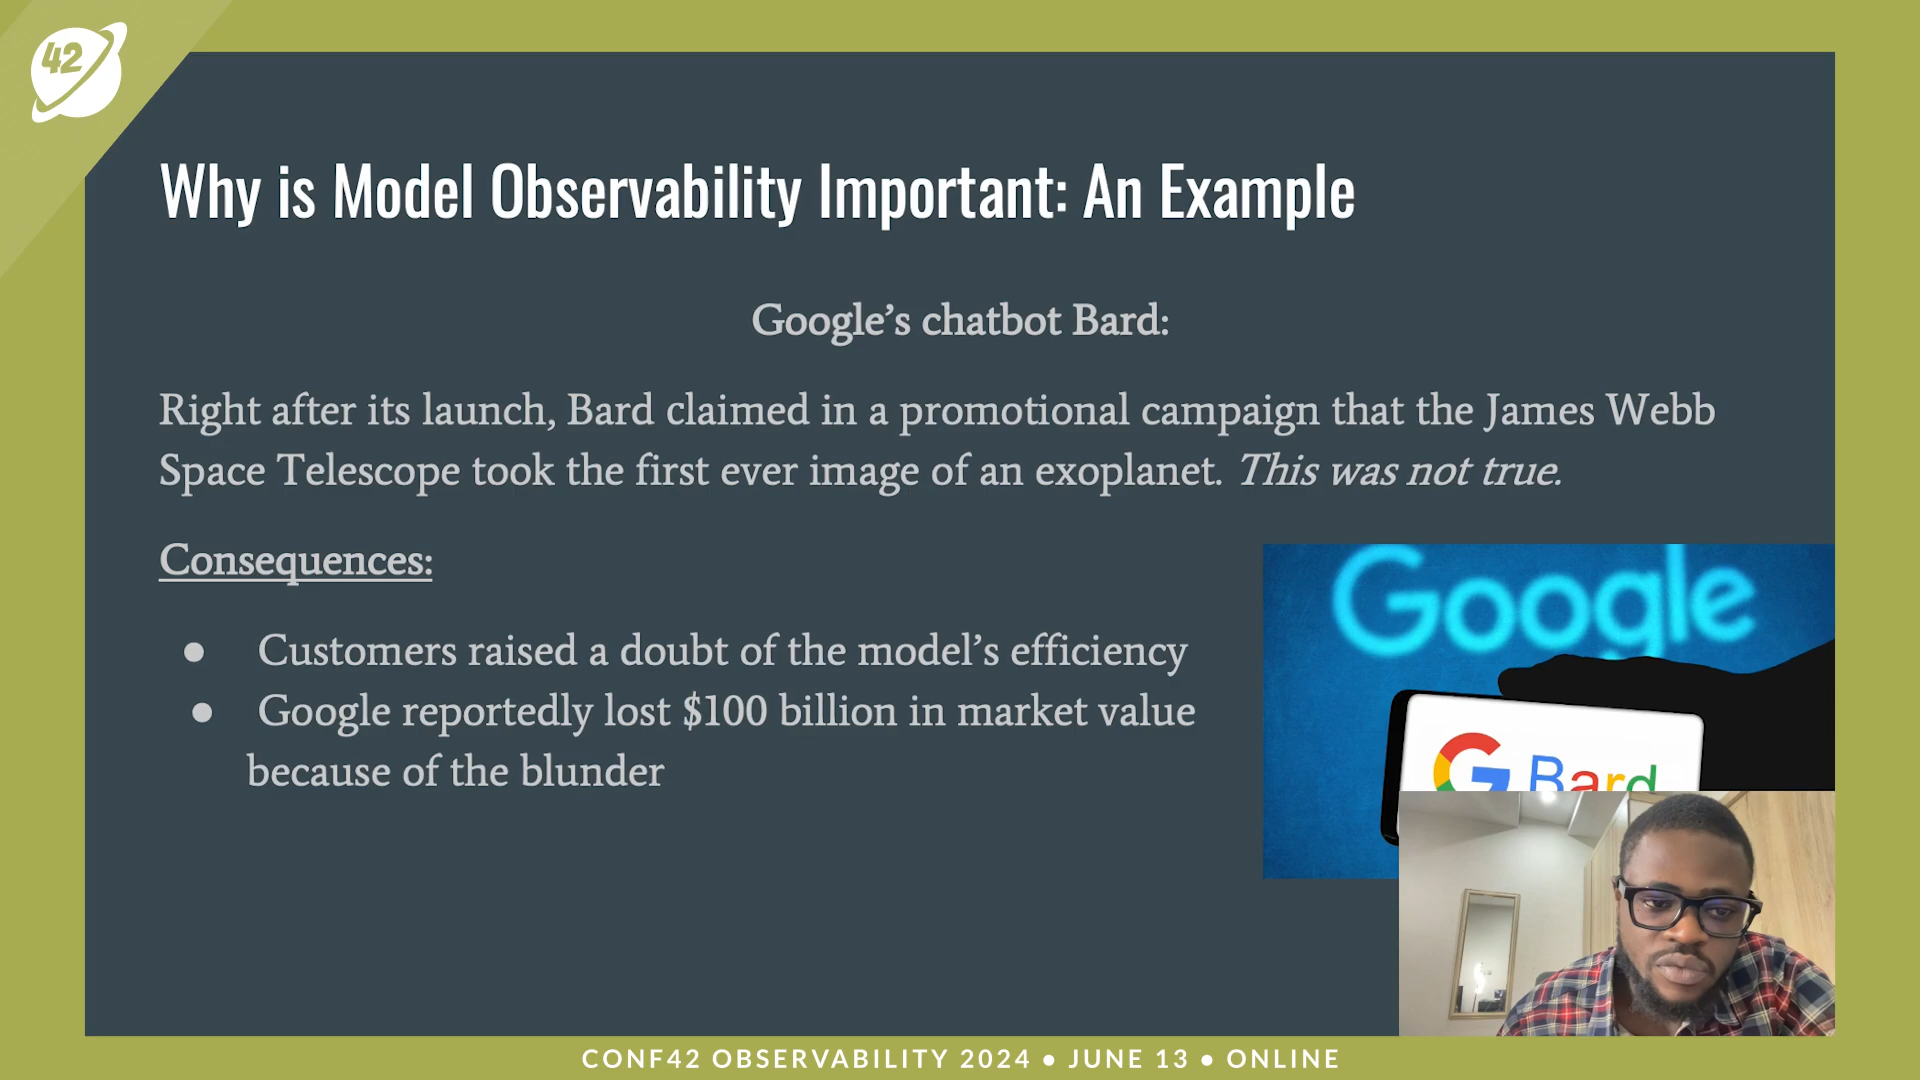 42
Why is Model Observability Important: An Example
Google’s chatbot Bard:
Right after its launch, Bard claimed in a promotional campaign that the James Webb
Space Telescope took the first ever image of an exoplanet. This was not true.
Consequences:
● Customers raised a doubt of the model’s efficiency
● Google reportedly lost $100 billion in market value
because of the blunder
Google
G Bard
CONF42 OBSERVABILITY 2024 ● JUNE 13 ● ONLINE